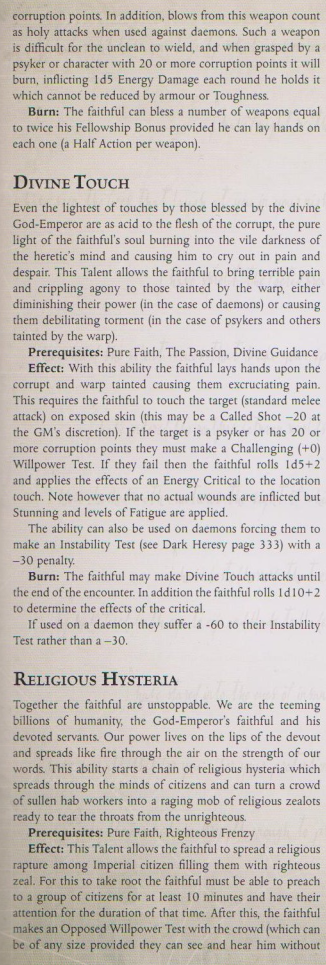 corruption points. In addition, blows from this weapon count
as holy attacks when used against daemons. Such a weapon
is difficult for the unclean to wield, and when grasped by a
psyker or character with 20 or more corruption points it will
burn, inflicting 1d5 Energy Damage each round he holds it
which cannot be reduced by armour or Toughness.
Burn: The faithful can bless a number of weapons equal
to twice his Fellowship Bonus provided he can lay hands on
each one (a Half Action per weapon).
DIVINE TOUCH
Even the lightest of touches by those blessed by the divine
God-Emperor are as acid to the flesh of the corrupt, the pure
light of the faithful's soul burning into the vile darkness of
the heretic's mind and causing him to cry out in pain and
despair. This Talent allows the faithful to bring terrible pain
and crippling agony to those tainted by the warp, either
diminishing their power (in the case of daemons) or causing
them debilitating torment (in the case of psykers and others
tainted by the warp).
Prerequisites: Pure Faith, The Passion, Divine Guidance
Effect: With this ability the faithful lays hands upon the
corrupt and warp tainted causing them excruciating pain.
This requires the faithful to touch the target (standard melee
attack) on exposed skin (this may be a Called Shot –20 at
the GM's discretion). If the target is a psyker or has 20 or
more corruption points they must make a Challenging (+0)
Willpower Test. If they fail then the faithful rolls 1d5+2
and applies the effects of an Energy Critical to the location
touch. Note however that no actual wounds are inflicted but
Stunning and levels of Fatigue are applied.
The ability can also be used on daemons forcing them to
make an Instability Test (see Dark Heresy page 333) with a
–30 penalty.
Burn: The faithful may make Divine Touch attacks until
the end of the encounter. In addition the faithful rolls 1d10+2
to determine the effects of the critical.
If used on a daemon they suffer a -60 to their Instability
Test rather than a –30.
RELIGIOUS HYSTERIA
Together the faithful are unstoppable. We are the teeming
billions of humanity, the God-Emperor's faithful and his
devoted servants. Our power lives on the lips of the devout
and spreads like fire through the air on the strength of our
words. This ability starts a chain of religious hysteria which
spreads through the minds of citizens and can turn a crowd
of sullen hab workers into a raging mob of religious zealots
ready to tear the throats from the unrighteous.
Prerequisites: Pure Faith, Righteous Frenzy
Effect: This Talent allows the faithful to spread a religious
rapture among Imperial citizen filling them with righteous
zeal. For this to take root the faithful must be able to preach
to a group of citizens for at least 10 minutes and have their
attention for the duration of that time. After this, the faithful
makes an Opposed Willpower Test with the crowd (which can
be of any size provided they can see and hear him without